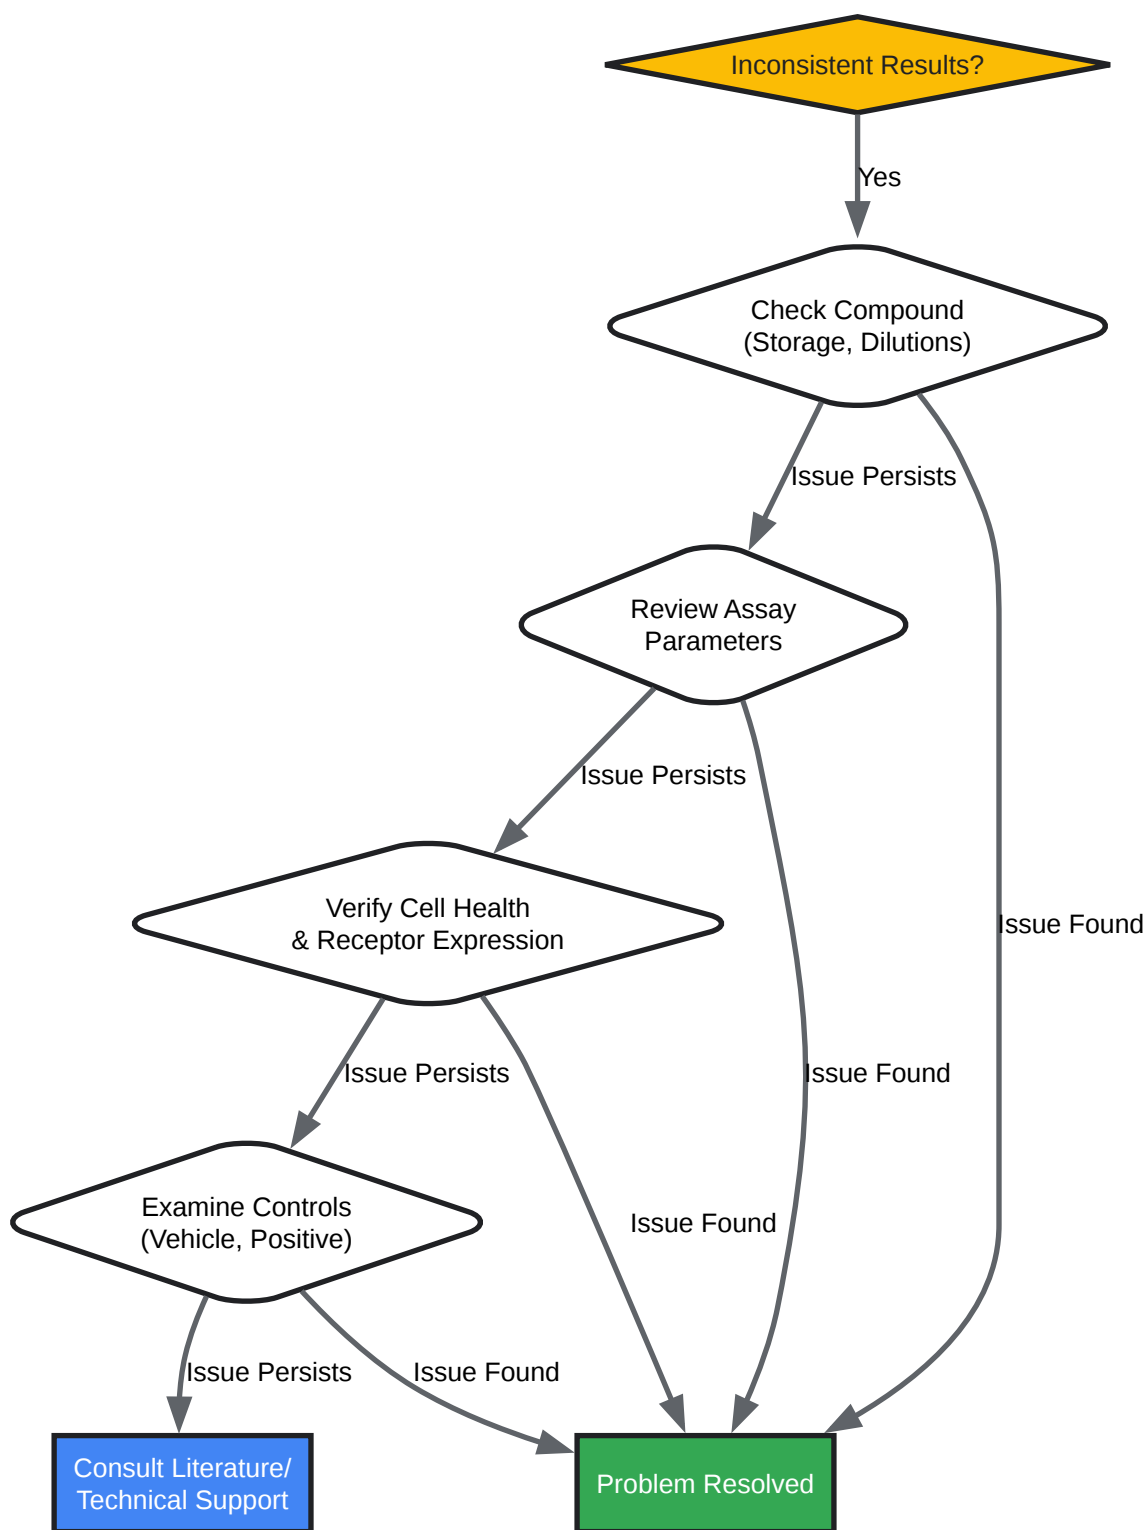 Inconsistent Results?
Yes
Check Compound
(Storage, Dilutions)
Issue Persists
Review Assay
Parameters
Issue Persists
Verify Cell Health
& Receptor Expression
Issue Found
Issue Persists
Issue Found
Examine Controls
(Vehicle, Positive)
Issue Found
Issue Persists
Issue Found
Consult Literature/
Technical Support
Problem Resolved